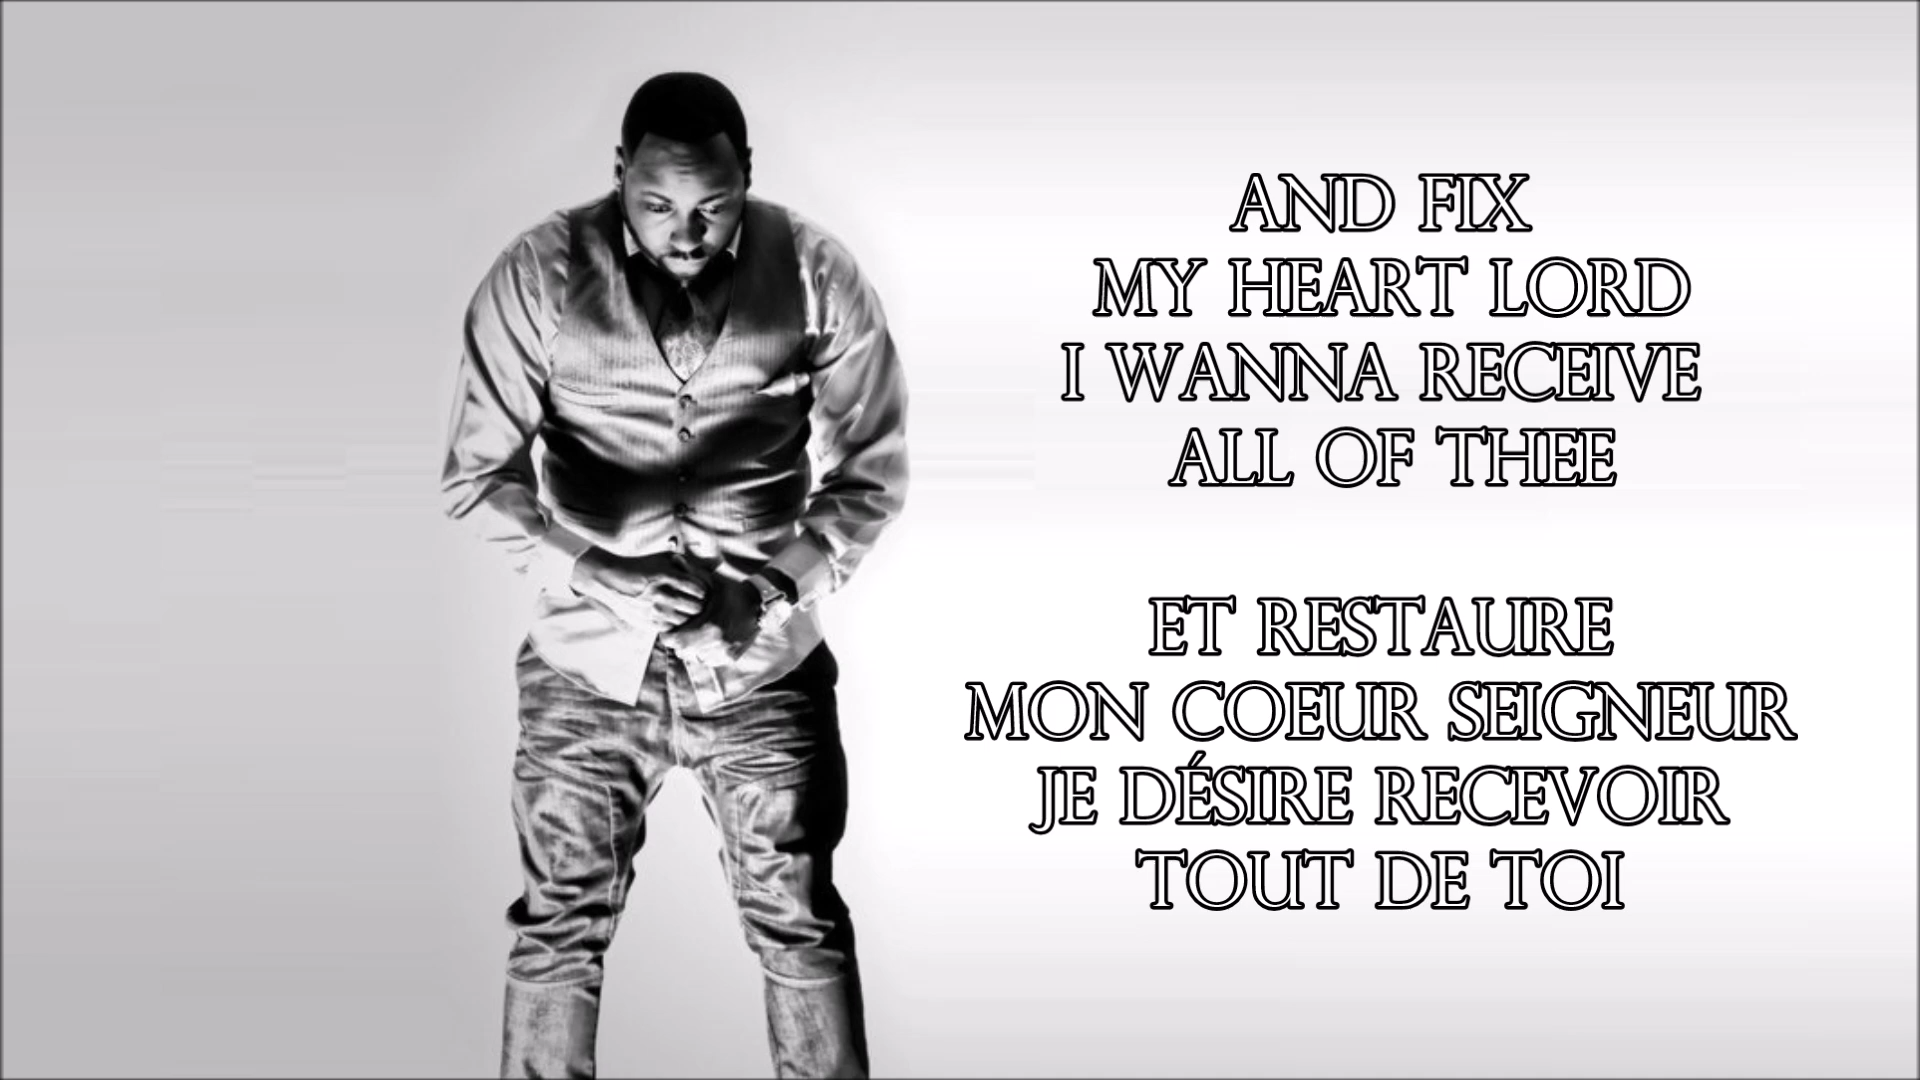 AND FIX
MY HEART LORD
I WANNA RECEIVE
ALL OF THEE
ET RESTAURE
MON COEUR SEIGNEUR
JE DÉSIRE RECEVOIR
TOUT DE TOI